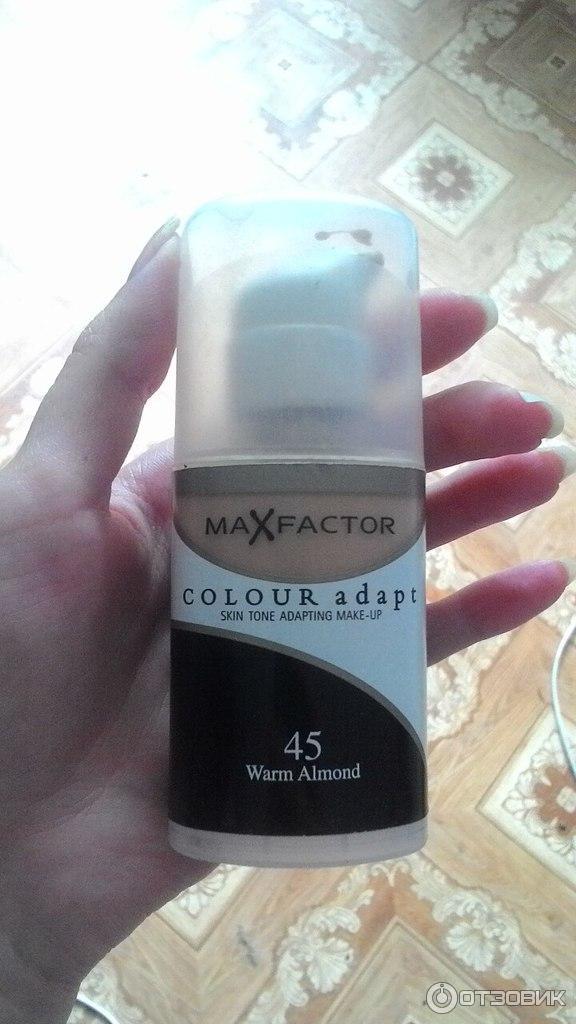 MAXFACTOR
COLOUR adapt
SKIN TONE ADAPTING MAKE-UP
45
Warm Almond
ОТЗОВИК